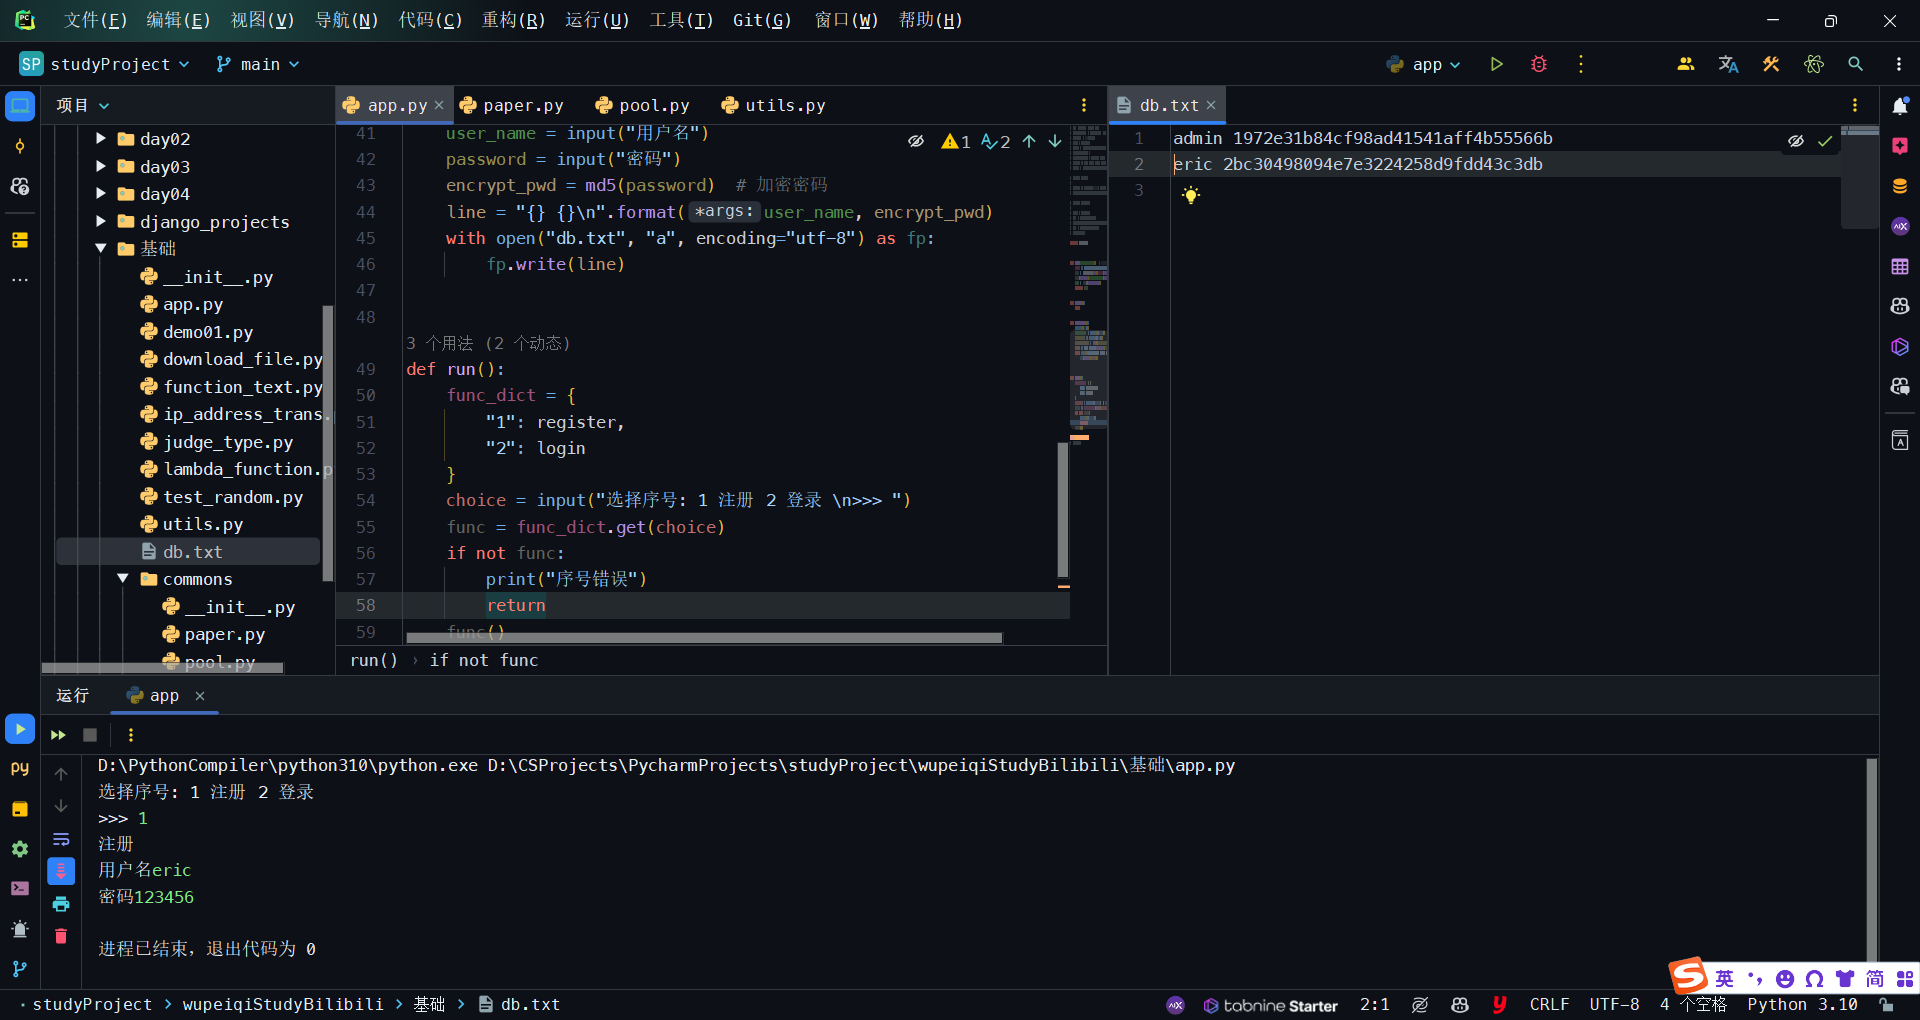 文件(F) 编辑(E) 视图(V) 导航(N) 代码(C) 重构(R) 运行(U) 工具(T) Git(G) 窗口(W) 帮助(H)
SP studyProject main app
项目
day02
day03
day04
django_projects
基础
__init__.py
app.py
demo01.py
download_file.py
function_text.py
ip_address_trans.
judge_type.py
lambda_function.p
test_random.py
utils.py
db.txt
commons
__init__.py
paper.py
pool.py
app.py paper.py pool.py utils.py
1 2
41 user_name = input("用户名")
42 password = input("密码")
43 encrypt_pwd = md5(password)  # 加密密码
44 line = "{} {}\n".format( *args: user_name, encrypt_pwd)
45 with open("db.txt", "a", encoding="utf-8") as fp:
46 fp.write(line)
47
48
3 个用法 (2 个动态)
49 def run():
50 func_dict = {
51 "1": register,
52 "2": login
53 }
54 choice = input("选择序号: 1 注册 2 登录 \n>>> ")
55 func = func_dict.get(choice)
56 if not func:
57 print("序号错误")
58 return
59 func()
run() › if not func
db.txt
1 admin 1972e31b84cf98ad41541aff4b55566b
2 eric 2bc30498094e7e3224258d9fdd43c3db
3
运行 app
D:\PythonCompiler\python310\python.exe D:\CSProjects\PycharmProjects\studyProject\wupeiqiStudyBilibili\基础\app.py
选择序号: 1 注册 2 登录
>>> 1
注册
用户名eric
密码123456
进程已结束，退出代码为 0
英 简
studyProject > wupeiqiStudyBilibili > 基础 > db.txt
tabnine Starter 2:1 CRLF UTF-8 4 个空格 Python 3.10